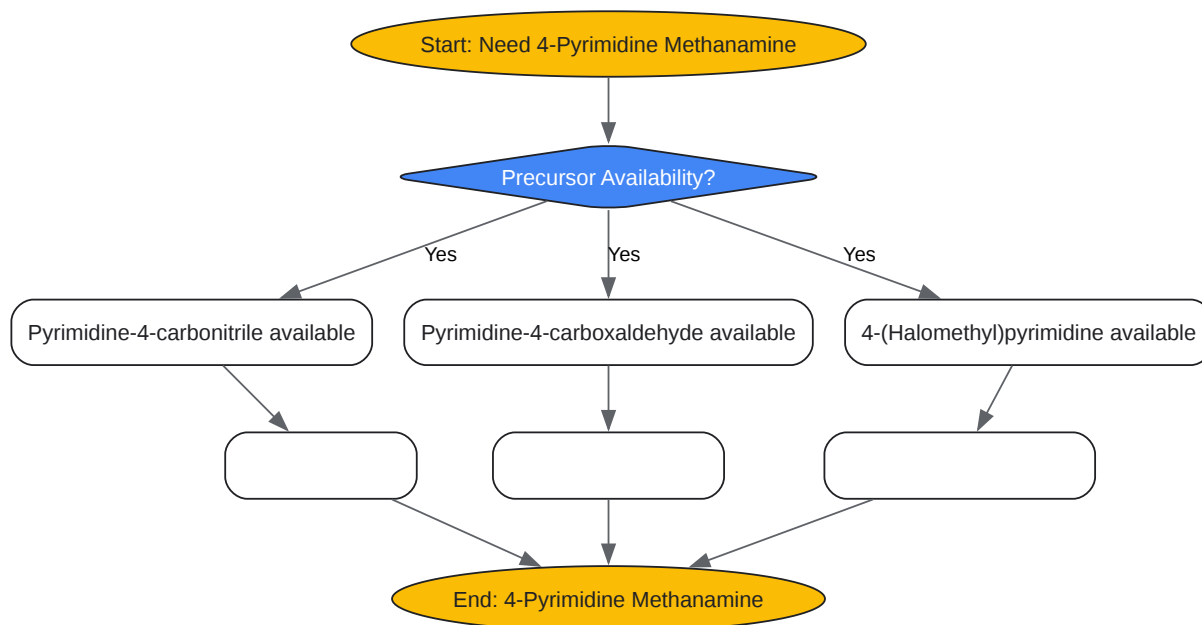 Start: Need 4-Pyrimidine Methanamine
Precursor Availability?
Yes
Yes
Yes
Pyrimidine-4-carbonitrile available
Pyrimidine-4-carboxaldehyde available
4-(Halomethyl)pyrimidine available
End: 4-Pyrimidine Methanamine